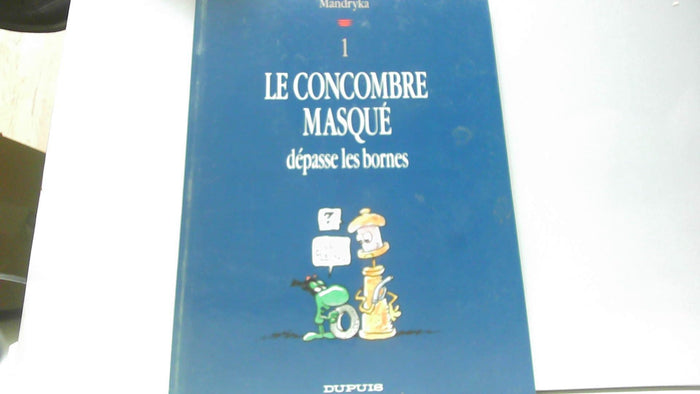 Mandryka
1
LE CONCOMBRE
MASQUÉ
dépasse les bornes
?
DUPUIS